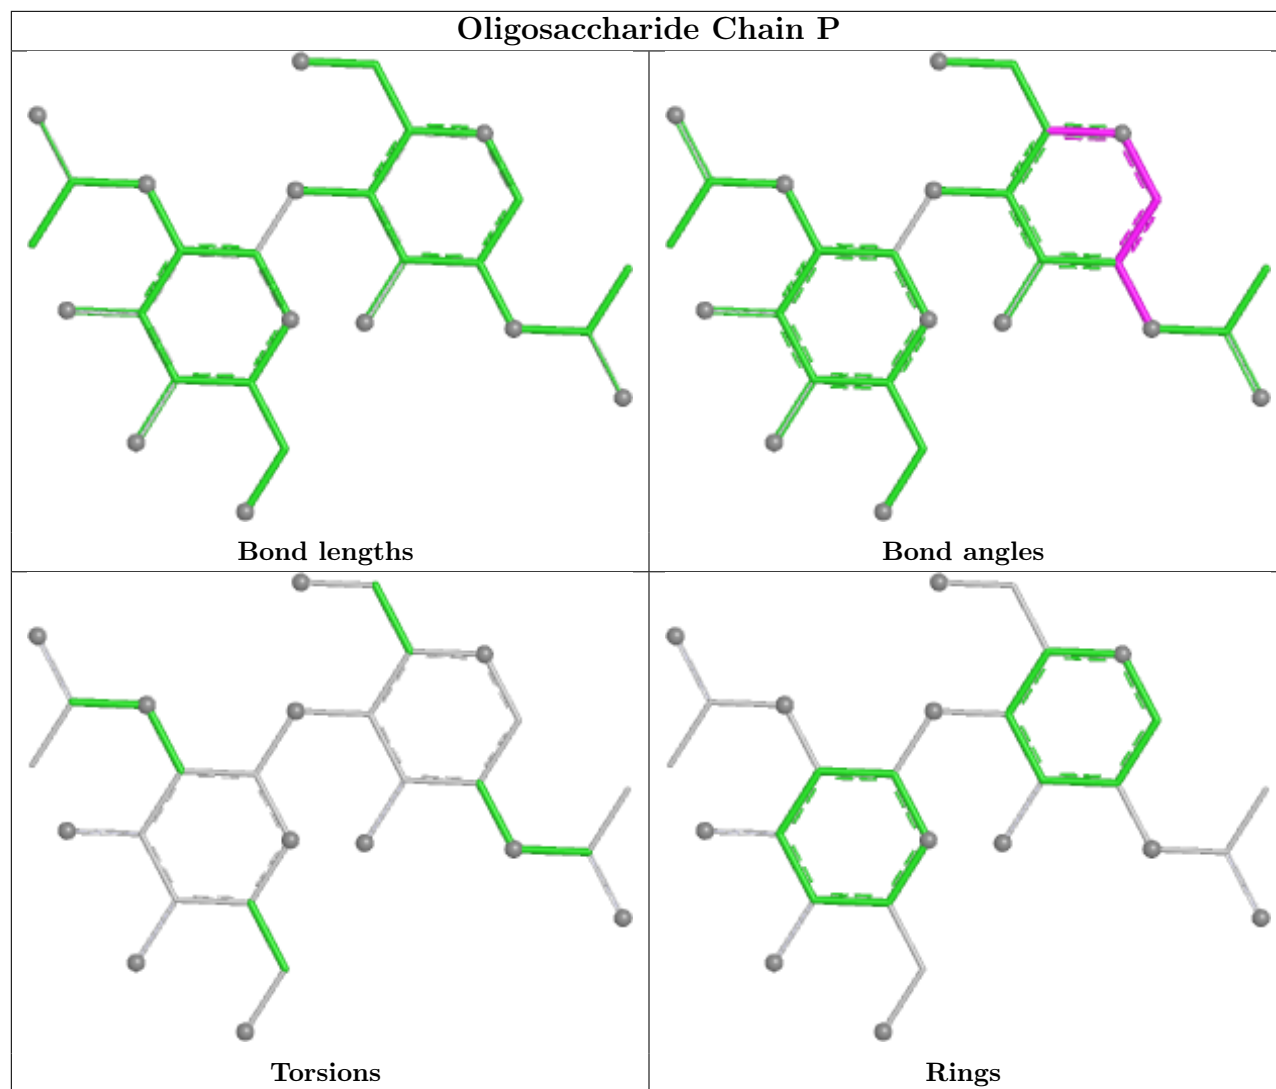 Oligosaccharide Chain P
Bond lengths
Bond angles
Torsions
Rings